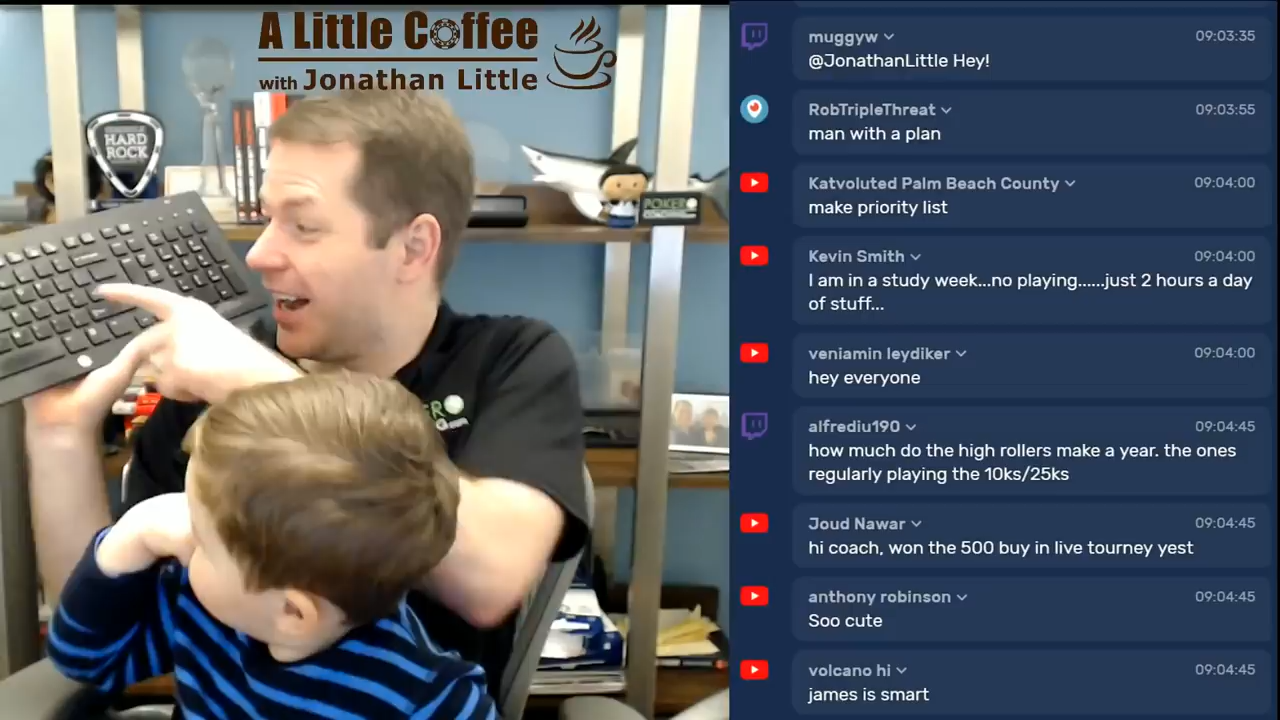 A Little Coffee
with Jonathan Little
HARD
ROCK
POKER
COACHING
muggyw
09:03:35
@JonathanLittle Hey!
RobTripleThreat
09:03:55
man with a plan
Katvoluted Palm Beach County
09:04:00
make priority list
Kevin Smith
09:04:00
I am in a study week...no playing......just 2 hours a day
of stuff...
veniamin leydiker
09:04:00
hey everyone
alfrediu190
09:04:45
how much do the high rollers make a year. the ones
regularly playing the 10ks/25ks
Joud Nawar
09:04:45
hi coach, won the 500 buy in live tourney yest
anthony robinson
09:04:45
Soo cute
volcano hi
09:04:45
james is smart